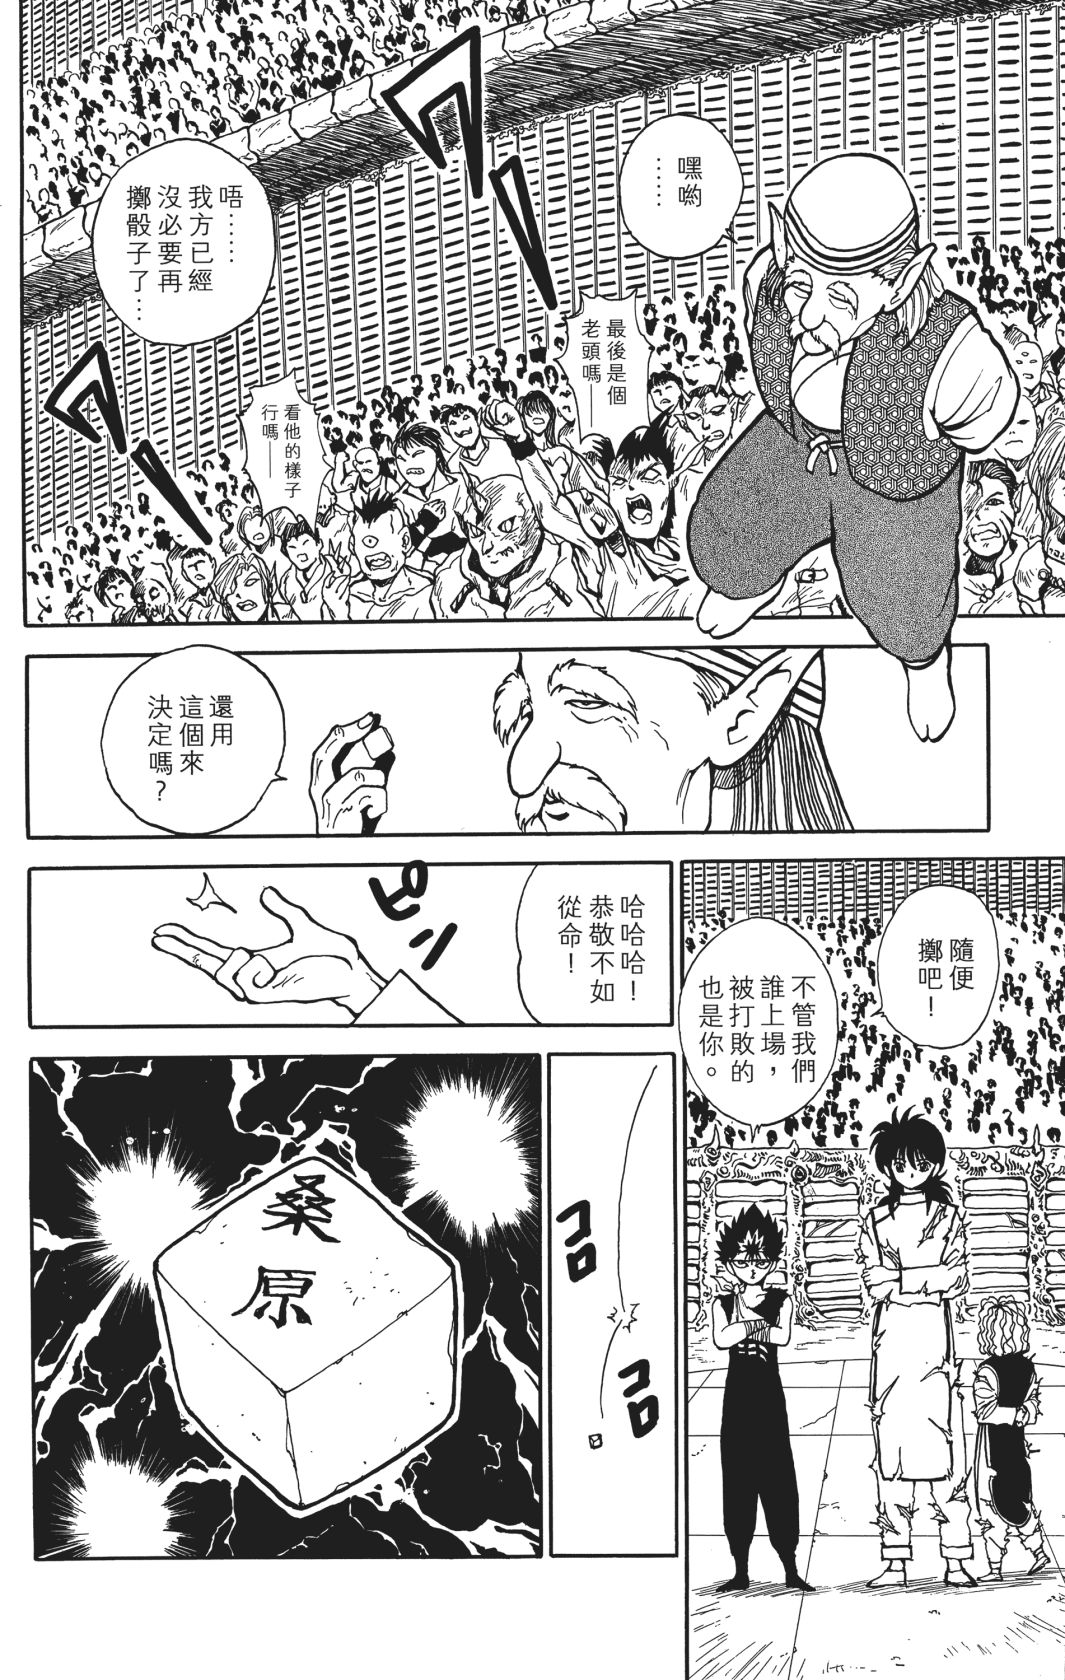 嘿喲
……
ワ
最後是個
老頭嗎——
唔……
我方已經
沒必要再
擲骰子了…
看他的樣子
行嗎——
ワ
還用
這個來
決定嗎？
隨便
擲吧！
不管我們
誰上場，
被打敗的
也是你。
哈哈哈！
恭敬不如
從命！
ピッ
コロ
コロ
桑
原